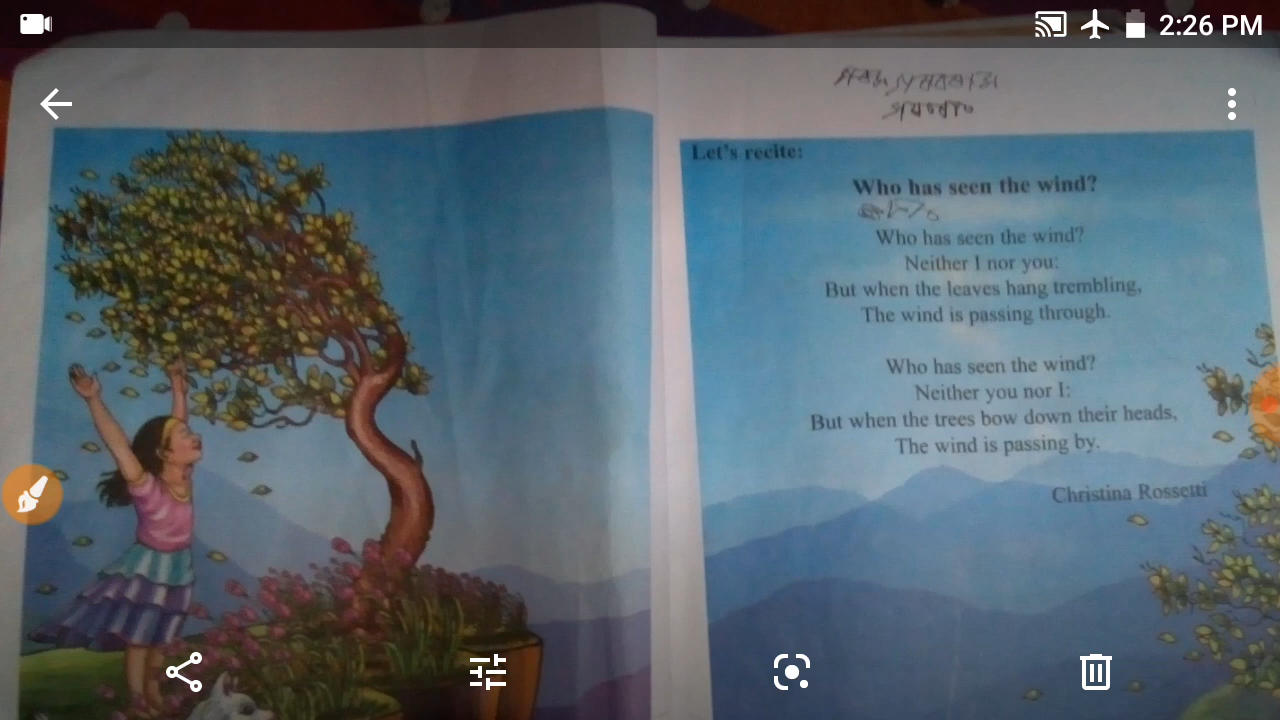 2:26 PM
Let's recite:
Who has seen the wind?
Who has seen the wind?
Neither I nor you:
But when the leaves hang trembling,
The wind is passing through.
Who has seen the wind?
Neither you nor I:
But when the trees bow down their heads,
The wind is passing by.
Christina Rossetti